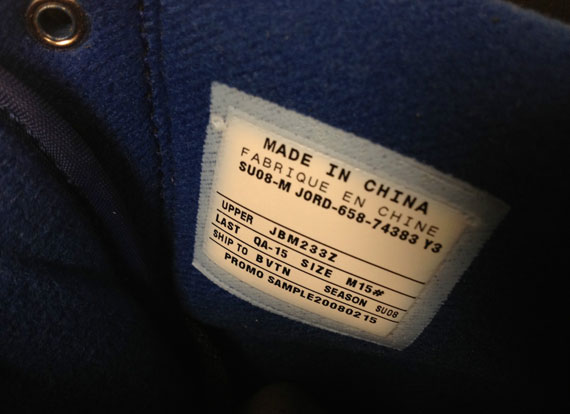 MADE IN CHINA
FABRIQUE EN CHINE
SU08-M JORD-658-74383 Y3
UPPER JBM233Z
LAST QA-15 SIZE M15#
SHIP TO BVTN SEASON SU08
PROMO SAMPLE20080215